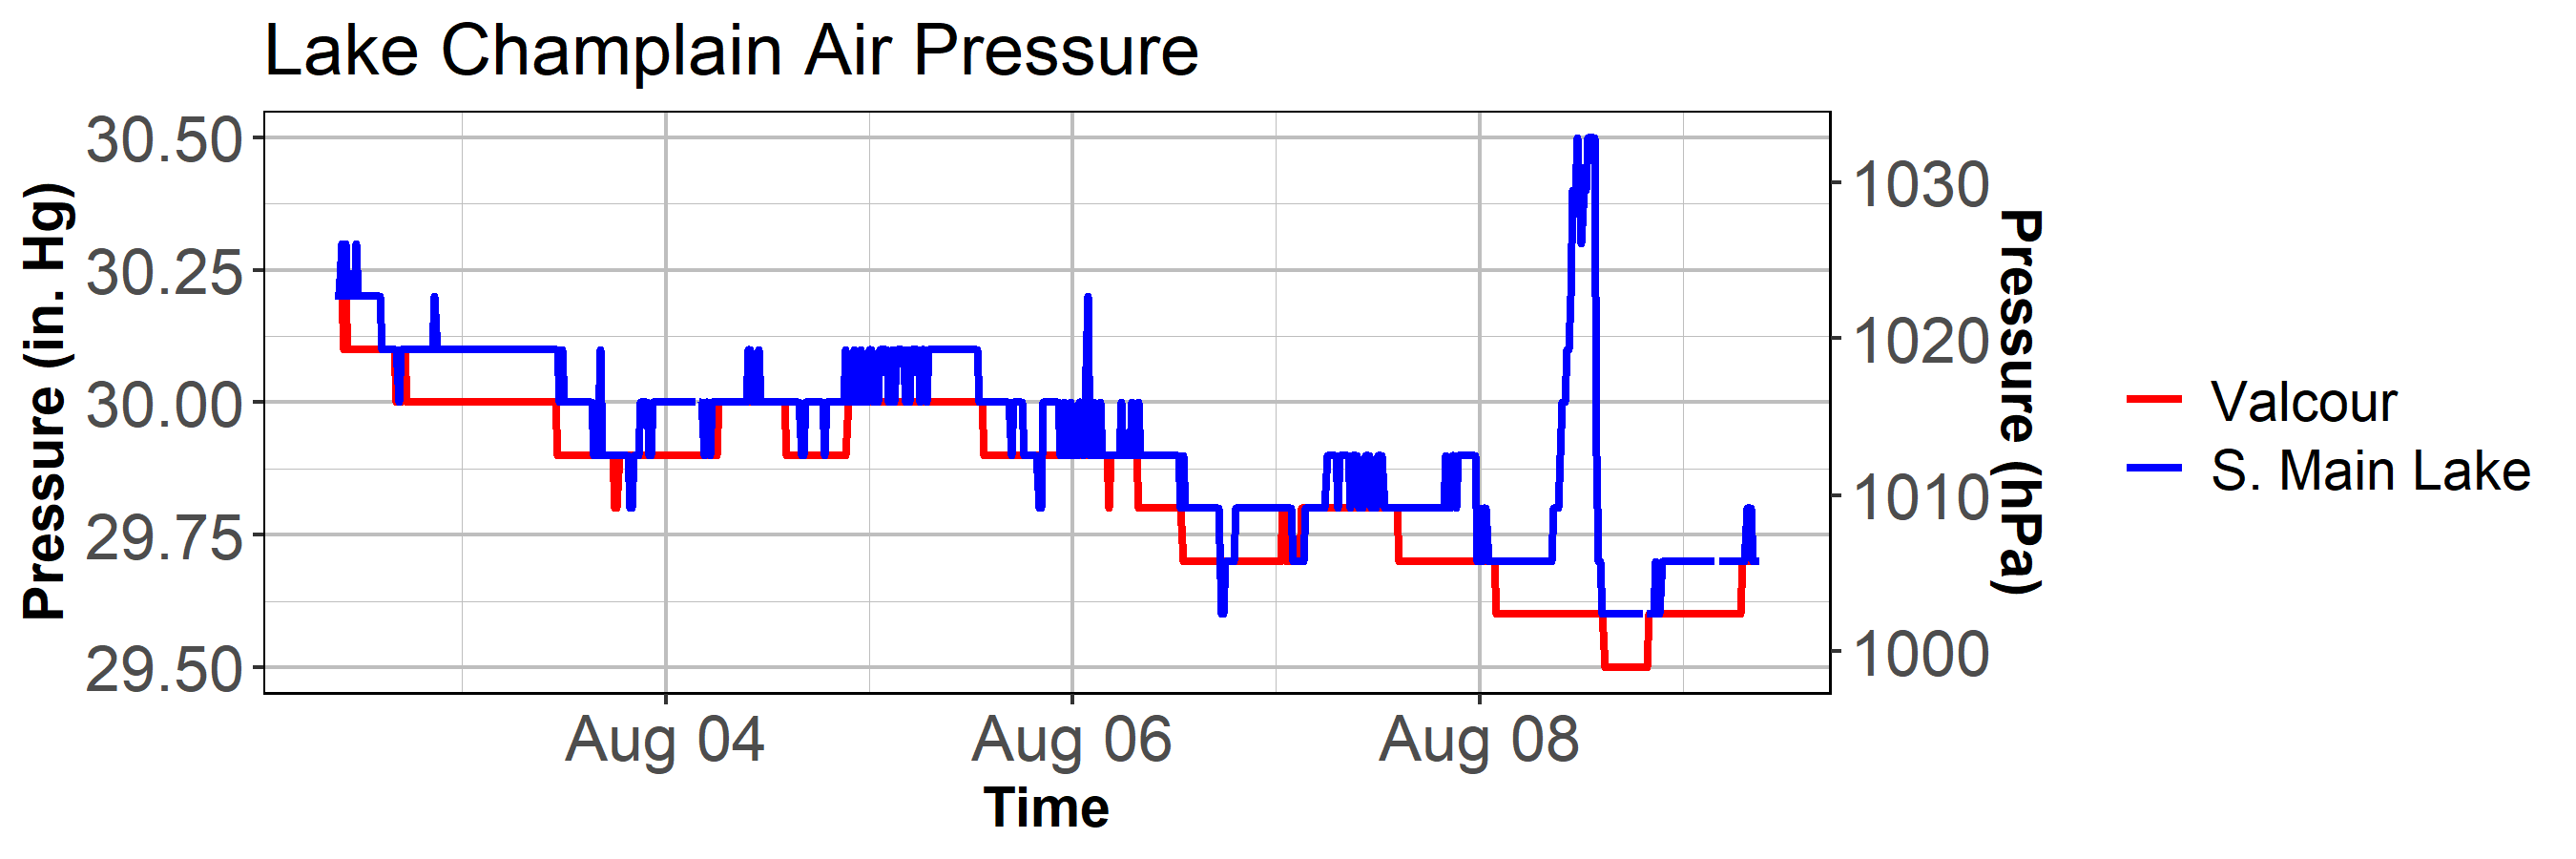 Lake Champlain Air Pressure
Pressure (in. Hg)
30.50
30.25
30.00
29.75
29.50
1030
1020
1010
1000
Pressure (hPa)
Valcour
S. Main Lake
Aug 04
Aug 06
Aug 08
Time